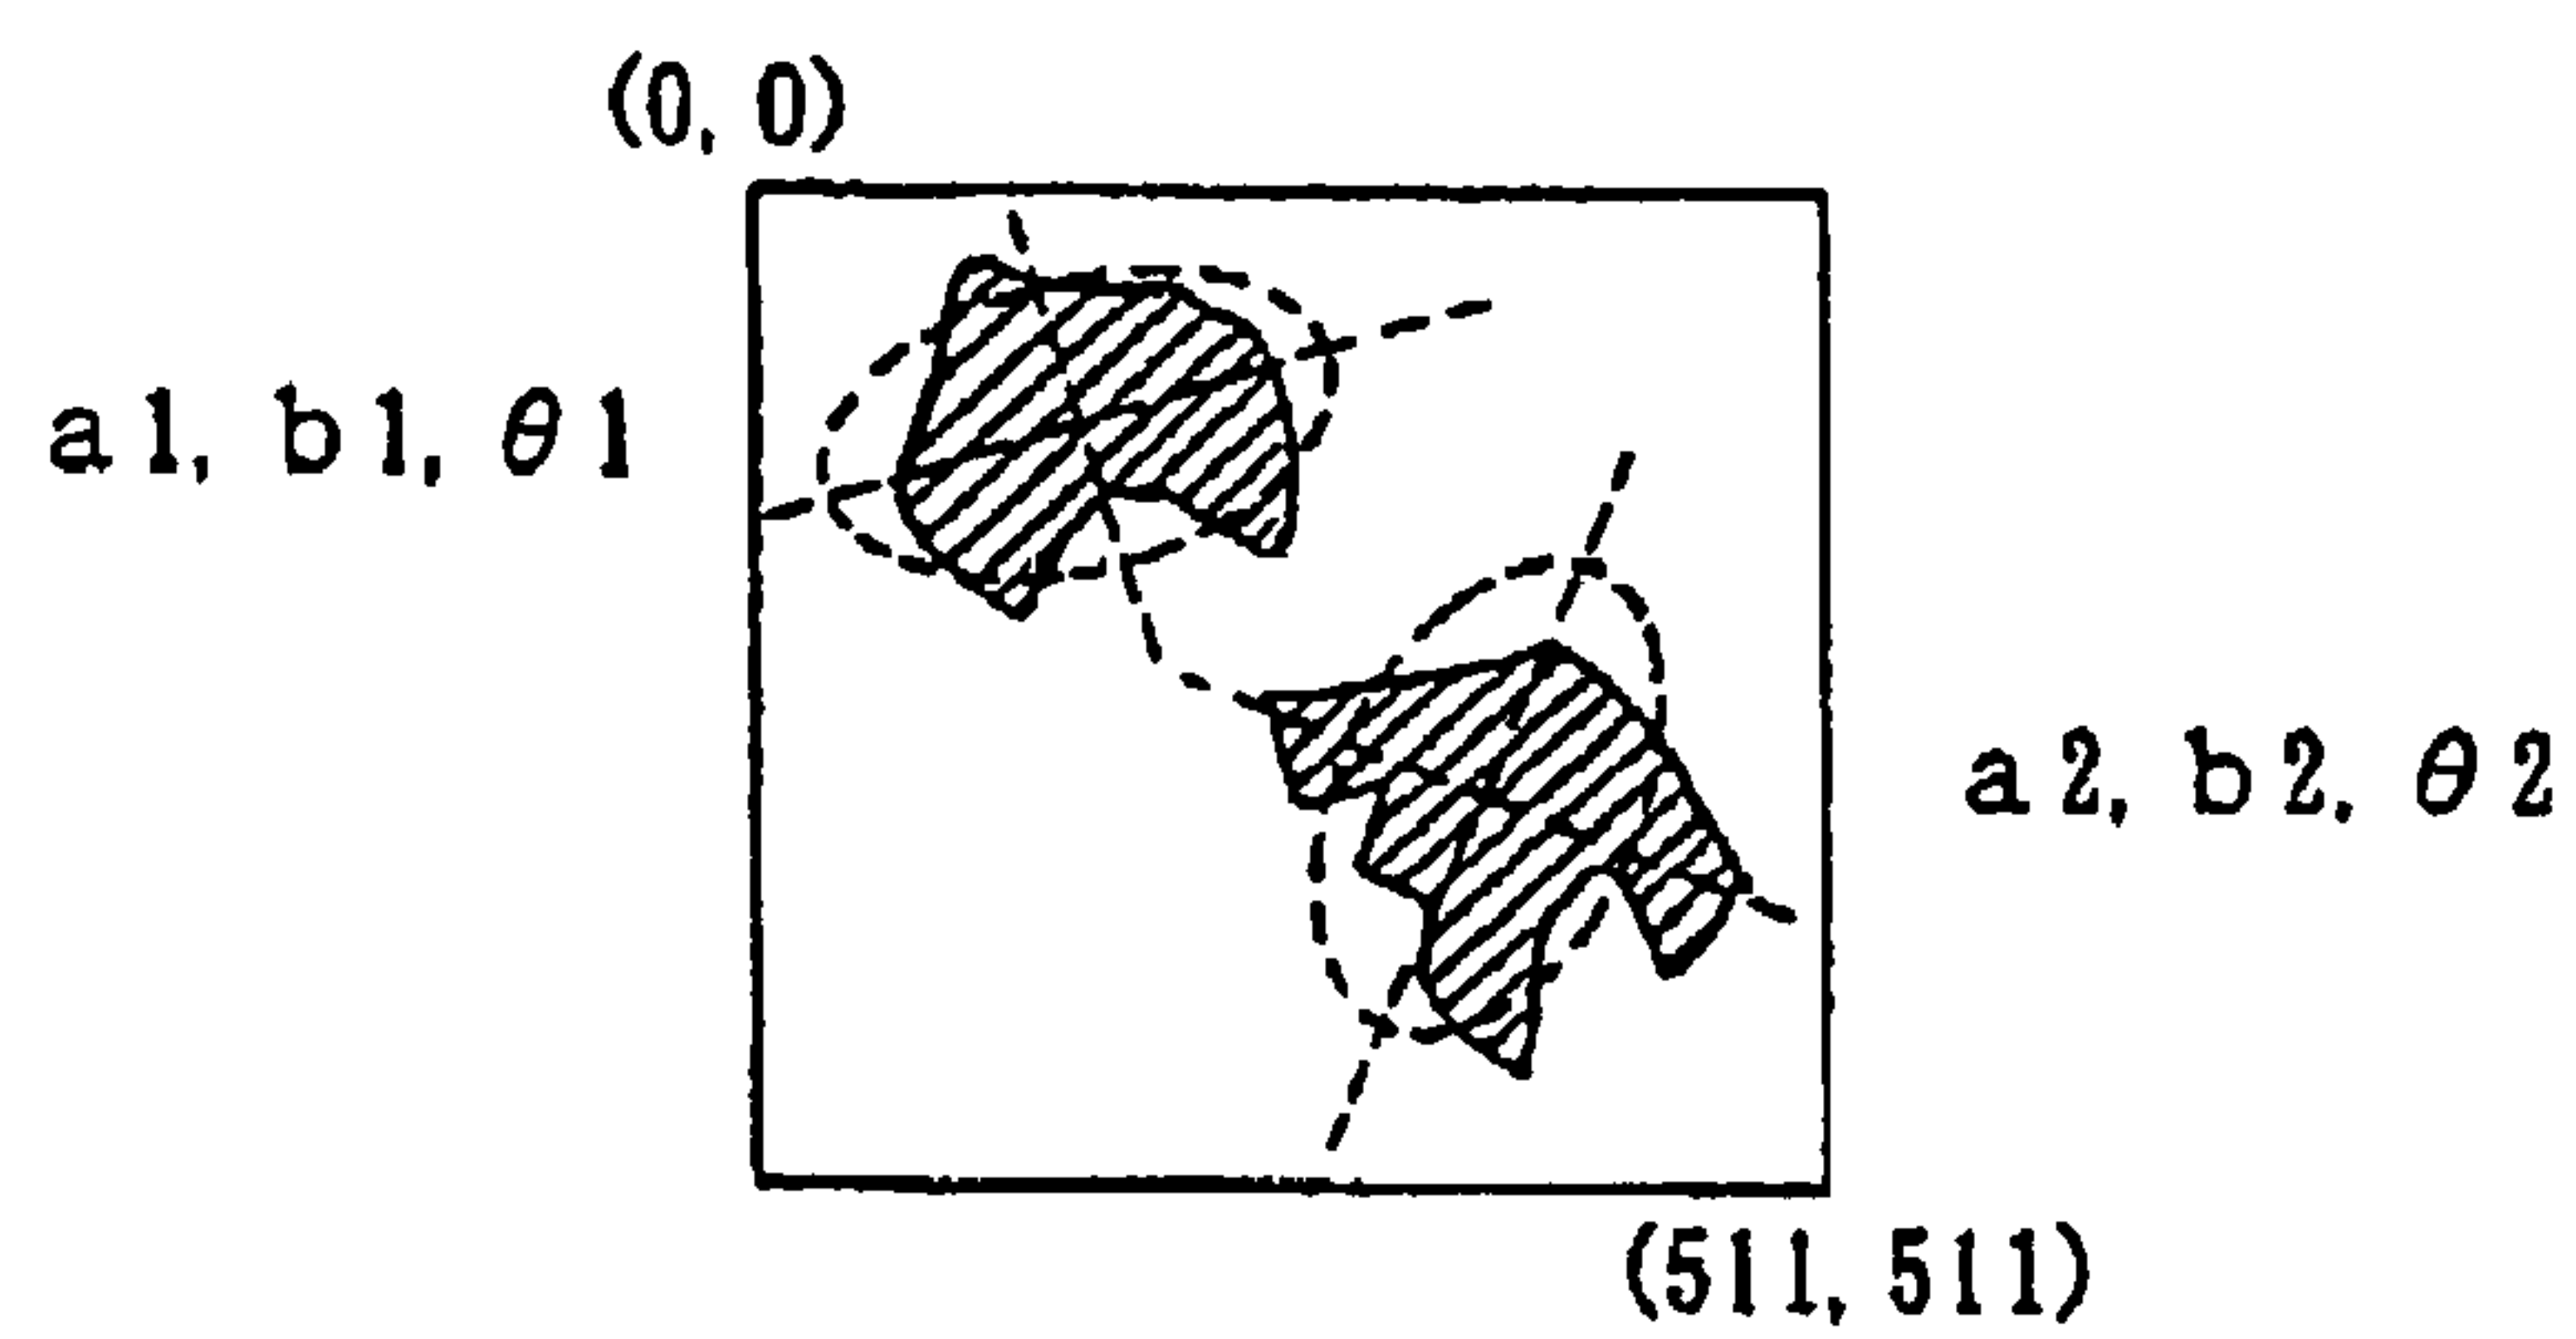 (0, 0)
a1, b1, θ1
a2, b2, θ2
(511, 511)